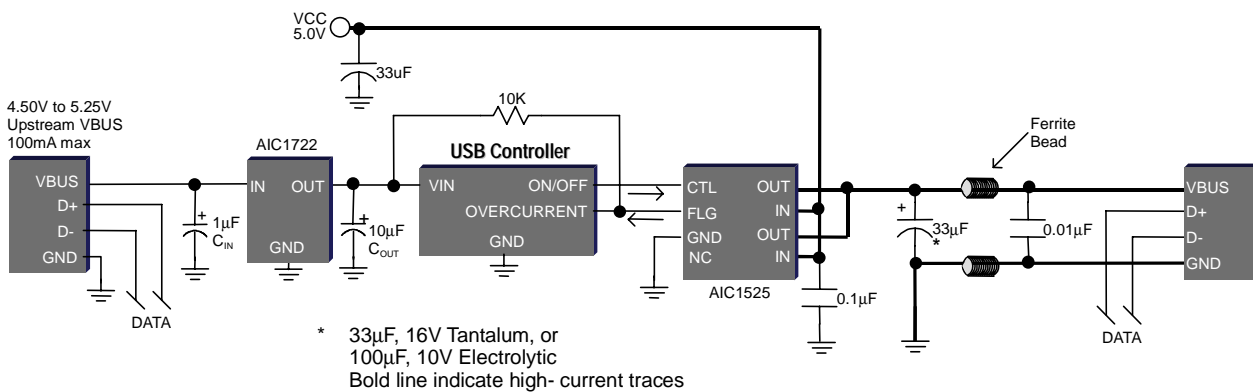 VCC
5.0V
33uF
4.50V to 5.25V
Upstream VBUS
100mA max
10K
Ferrite
Bead
AIC1722
USB Controller
VBUS
D+
D-
GND
IN
OUT
GND
VIN
ON/OFF
OVERCURRENT
GND
CTL
FLG
GND
NC
OUT
IN
OUT
IN
VBUS
D+
D-
GND
+
1μF
CIN
+
10μF
COUT
+
33μF
*
0.01μF
AIC1525
0.1μF
DATA
DATA
* 33μF, 16V Tantalum, or
100μF, 10V Electrolytic
Bold line indicate high- current traces